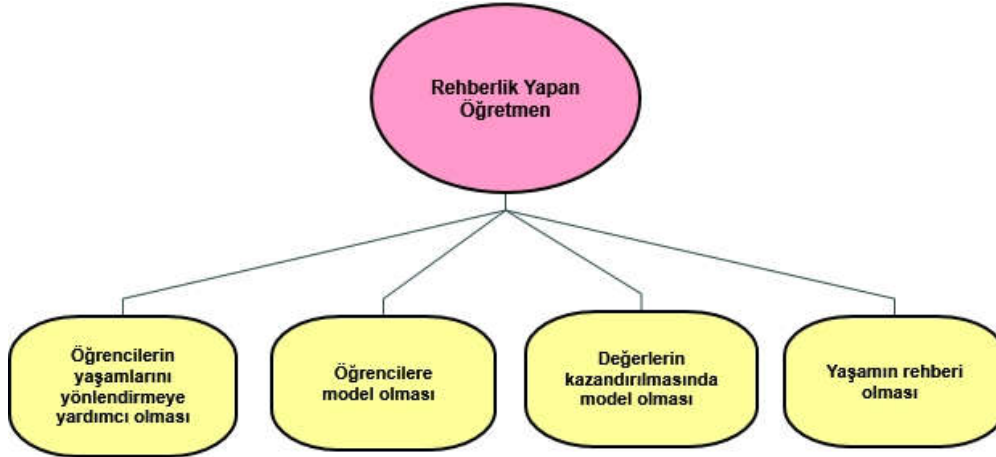 Rehberlik Yapan
Öğretmen
Öğrencilerin
yaşamlarını
yönlendirmeye
yardımcı olması
Öğrencilere
model olması
Değerlerin
kazandırılmasında
model olması
Yaşamın rehberi
olması